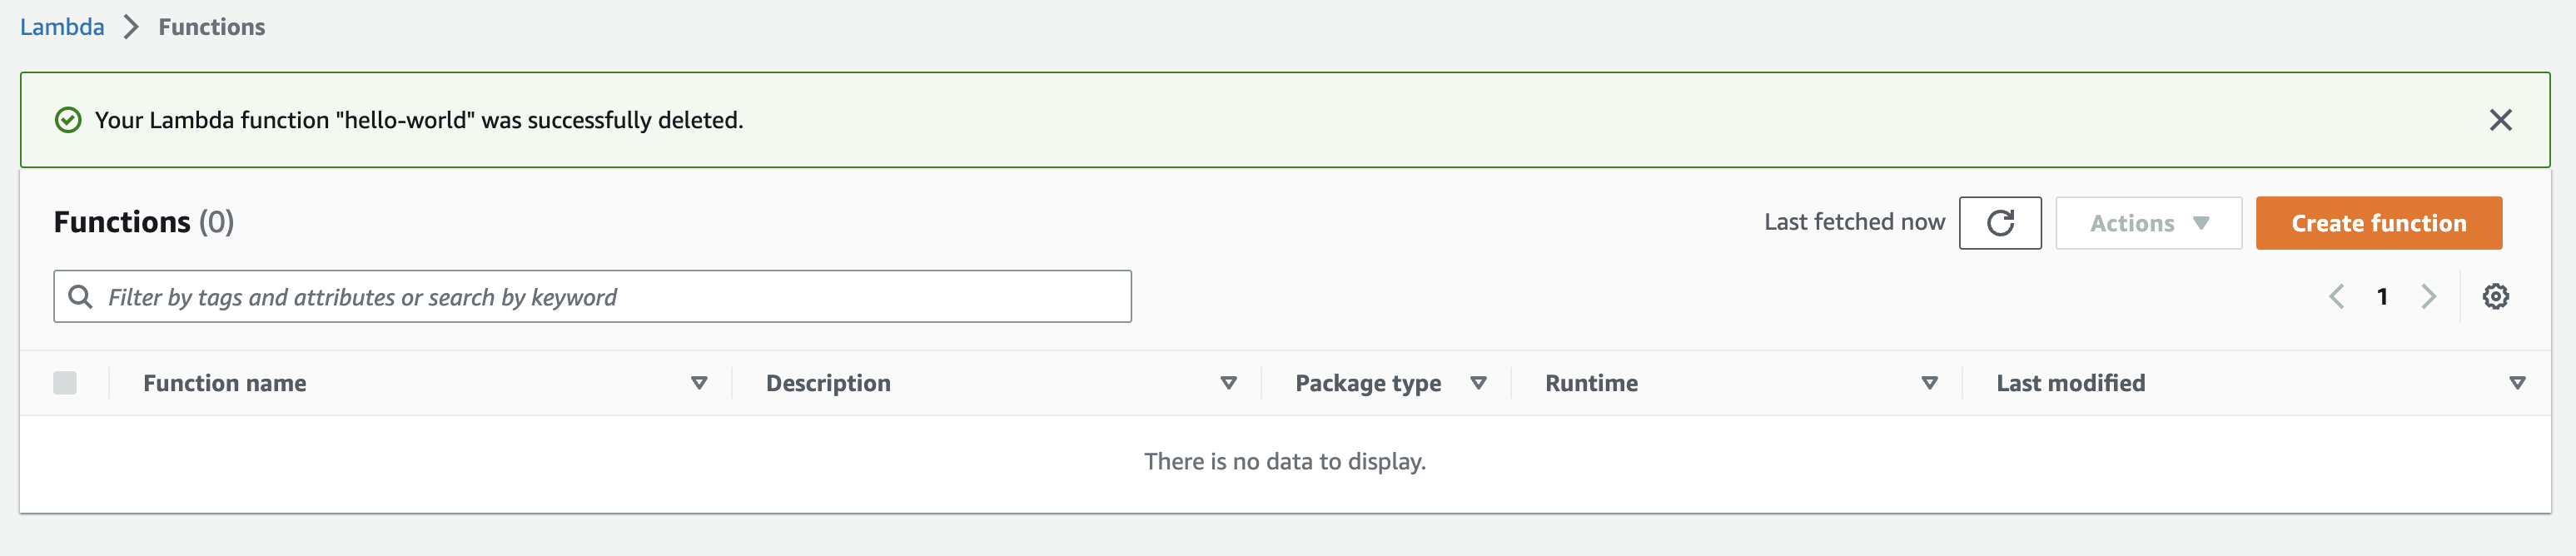 Lambda Functions
Your Lambda function "hello-world" was successfully deleted.
Functions (0)
Last fetched now
Actions
Create function
Filter by tags and attributes or search by keyword
1
Function name Description Package type Runtime Last modified
There is no data to display.